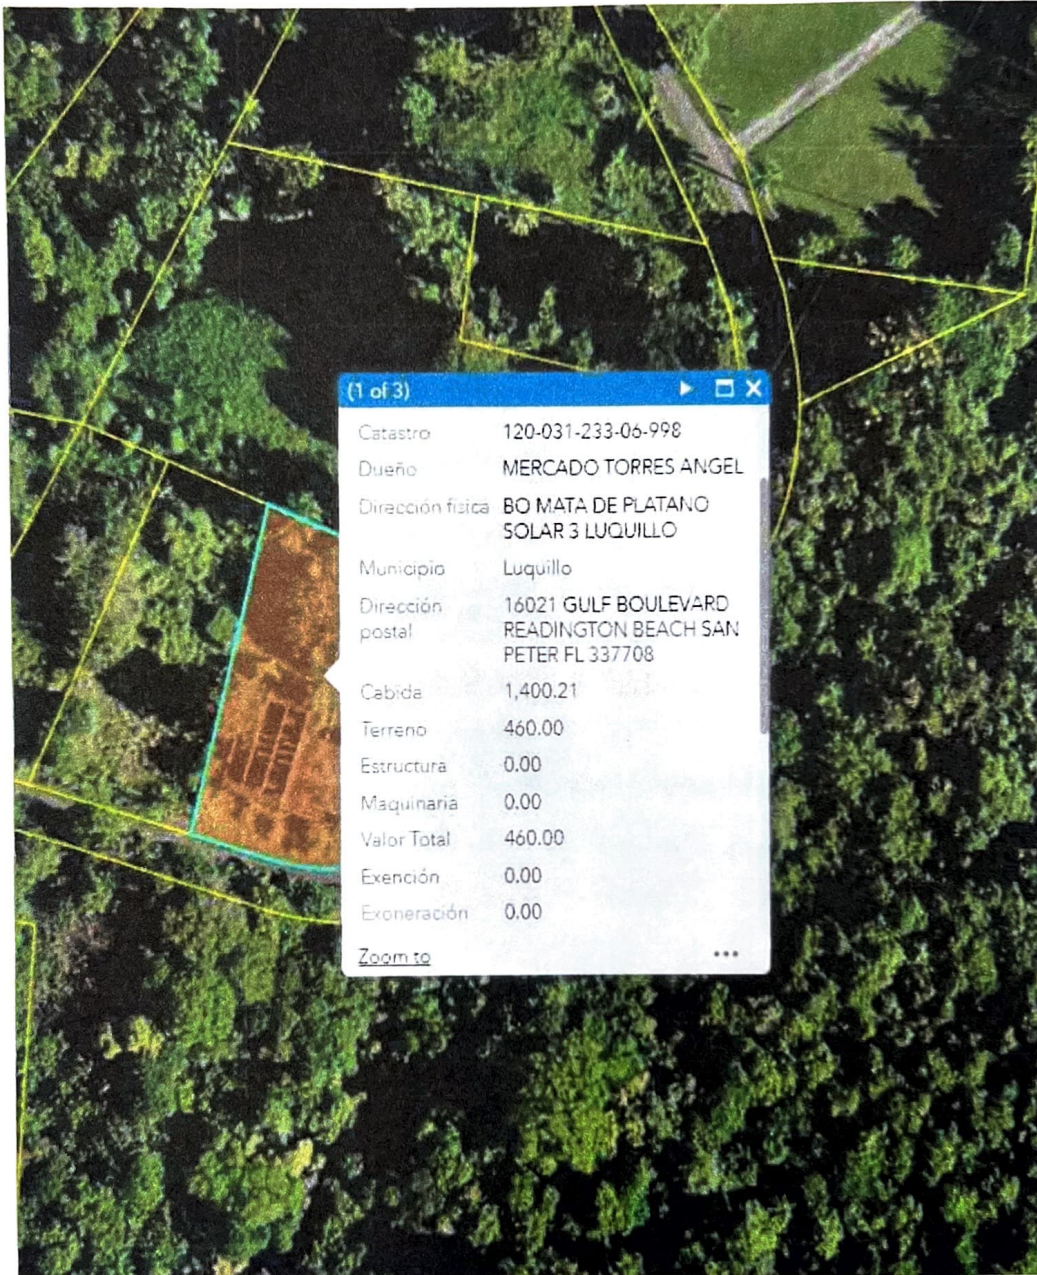 (1 of 3)
Catastro 120-031-233-06-998
Dueño MERCADO TORRES ANGEL
Dirección física BO MATA DE PLATANO
SOLAR 3 LUQUILLO
Municipio Luquillo
Dirección 16021 GULF BOULEVARD
postal READINGTON BEACH SAN
PETER FL 337708
Cabida 1,400.21
Terreno 460.00
Estructura 0.00
Maquinaria 0.00
Valor Total 460.00
Exención 0.00
Exoneración 0.00
Zoom to